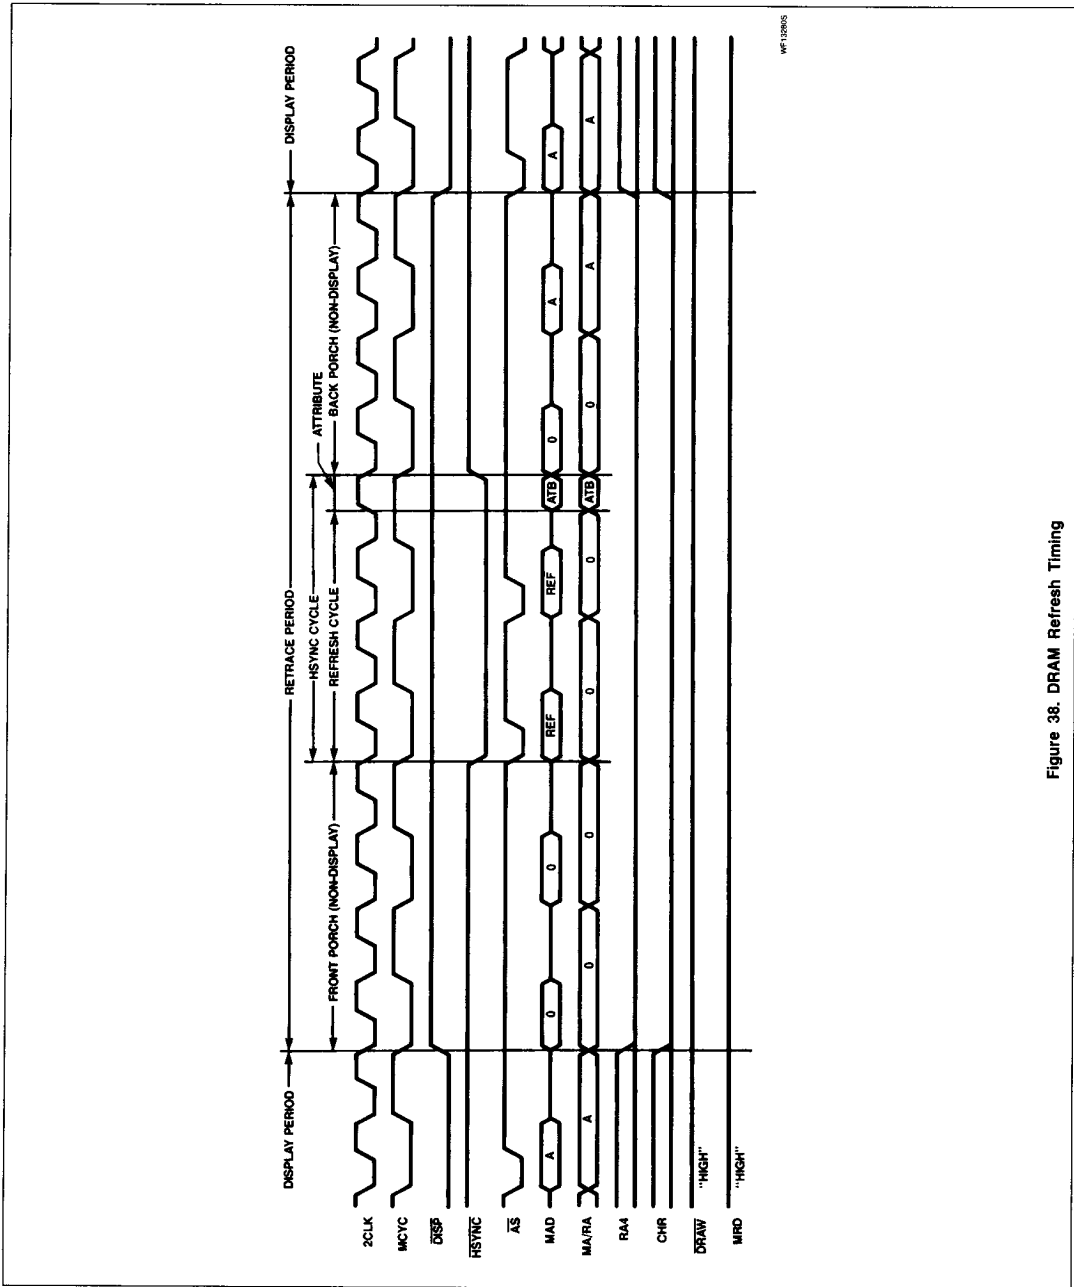 DISPLAY PERIOD RETRACE PERIOD DISPLAY PERIOD
HSYNC CYCLE ATTRIBUTE
FRONT PORCH (NON-DISPLAY) REFRESH CYCLE BACK PORCH (NON-DISPLAY)
2CLK
MCYC
DISP
HSYNC
AS
MAD A 0 0 REF REF ATB 0 A A
MA/RA A 0 0 0 0 ATB 0 A A
RA4
CHR
DRAW "HIGH"
MRD "HIGH"
WF13280S
Figure 38. DRAM Refresh Timing